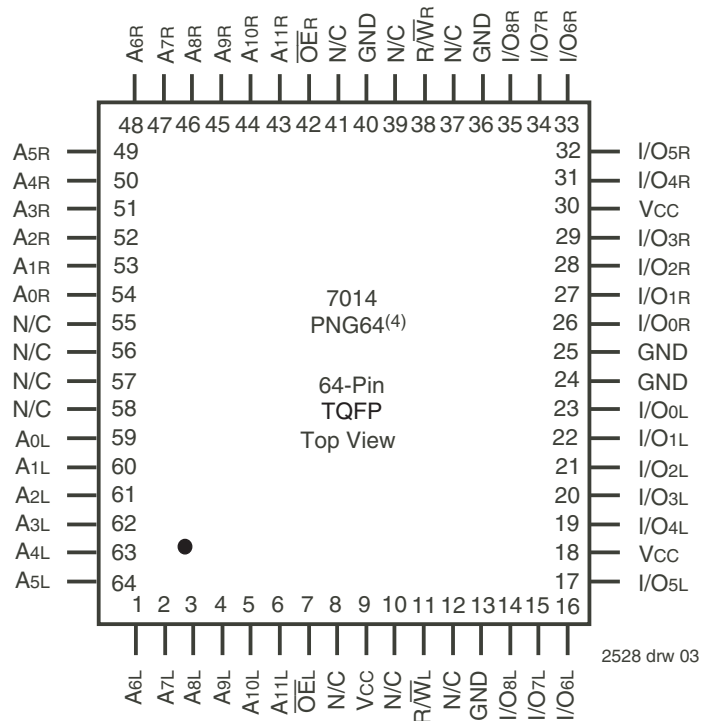 A6R A7R A8R A9R A10R A11R O̅E̅R N/C GND N/C R/W̅R N/C GND I/O8R I/O7R I/O6R
48 47 46 45 44 43 42 41 40 39 38 37 36 35 34 33
A5R 49 32 I/O5R
A4R 50 31 I/O4R
A3R 51 30 VCC
A2R 52 29 I/O3R
A1R 53 28 I/O2R
A0R 54 7014 27 I/O1R
N/C 55 PNG64(4) 26 I/O0R
N/C 56 25 GND
N/C 57 64-Pin 24 GND
N/C 58 TQFP 23 I/O0L
A0L 59 Top View 22 I/O1L
A1L 60 21 I/O2L
A2L 61 20 I/O3L
A3L 62 19 I/O4L
A4L 63 18 VCC
A5L 64 17 I/O5L
1 2 3 4 5 6 7 8 9 10 11 12 13 14 15 16
A6L A7L A8L A9L A10L A11L O̅E̅L N/C VCC N/C R/W̅L N/C GND I/O8L I/O7L I/O6L
2528 drw 03